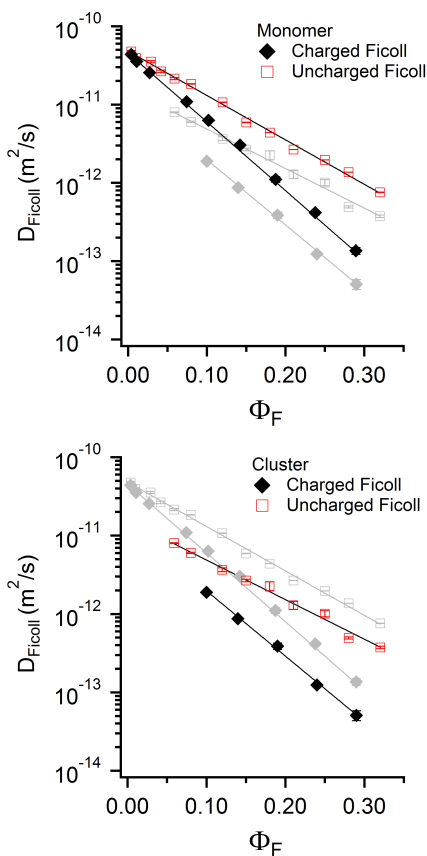 Monomer
Charged Ficoll
Uncharged Ficoll
D_Ficoll (m²/s)
10⁻¹⁰
10⁻¹¹
10⁻¹²
10⁻¹³
10⁻¹⁴
0.00 0.10 0.20 0.30
Φ_F
Cluster
Charged Ficoll
Uncharged Ficoll
D_Ficoll (m²/s)
10⁻¹⁰
10⁻¹¹
10⁻¹²
10⁻¹³
10⁻¹⁴
0.00 0.10 0.20 0.30
Φ_F